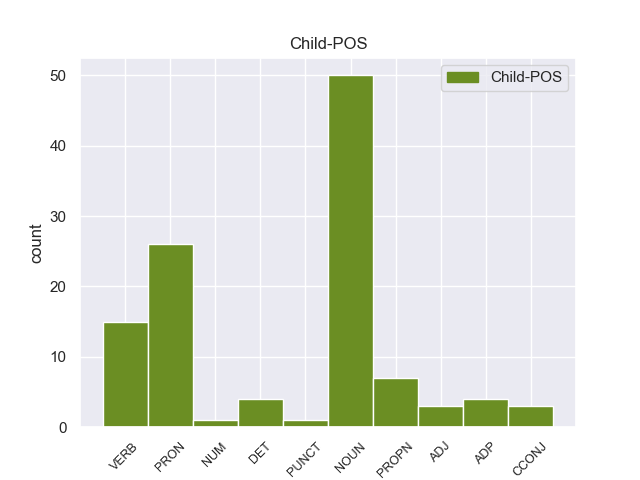 Child-POS
Child-POS
50
40
30
20
10
0
count
VERB
PRON
NUM
DET
PUNCT
NOUN
PROPN
ADJ
ADP
CCONJ